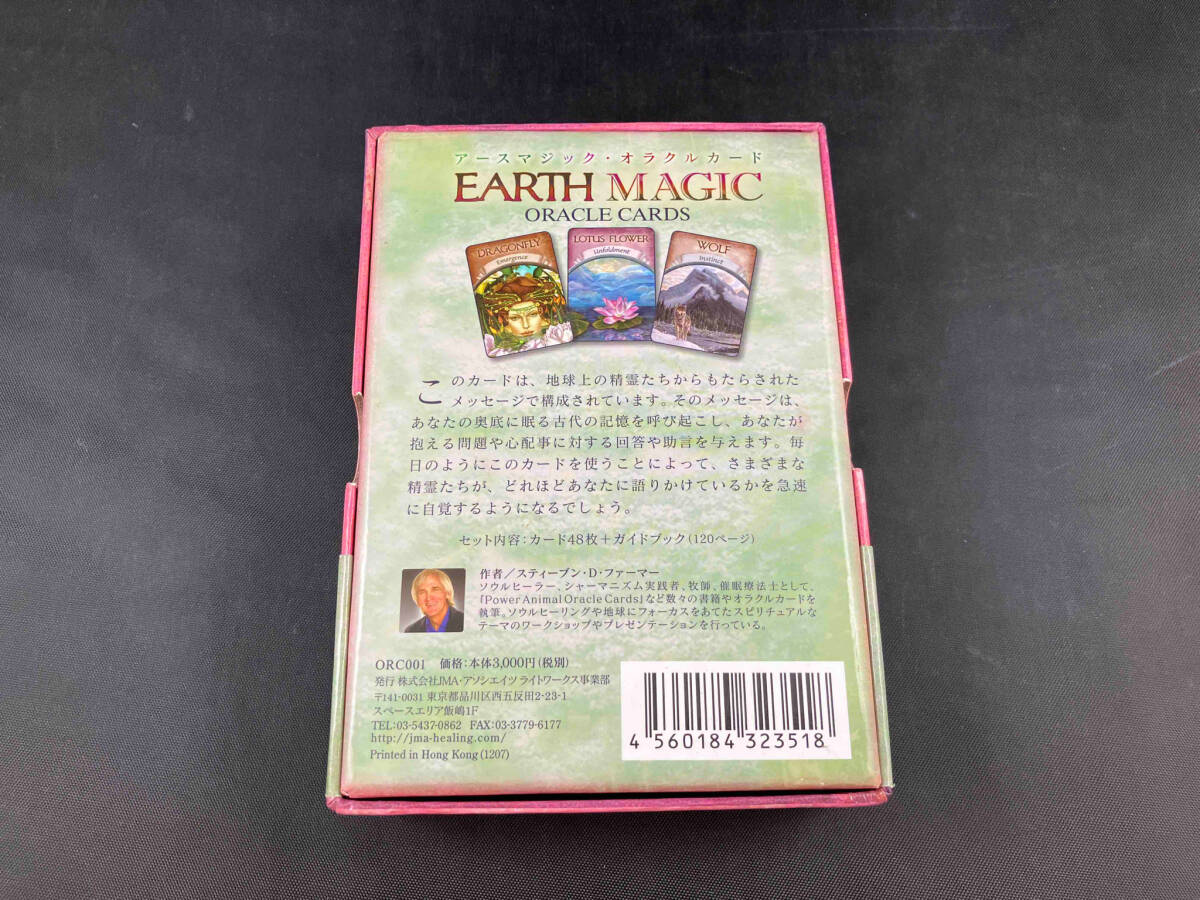 アースマジック・オラクルカード
EARTH MAGIC
ORACLE CARDS
DRAGONFLY
Emergence
LOTUS FLOWER
Unfoldment
WOLF
Instinct
このカードは、地球上の精霊たちからもたらされた
メッセージで構成されています。そのメッセージは、
あなたの奥底に眠る古代の記憶を呼び起こし、あなたが
抱える問題や心配事に対する回答や助言を与えます。毎
日のようにこのカードを使うことによって、さまざまな
精霊たちが、どれほどあなたに語りかけているかを急速
に自覚するようになるでしょう。
セット内容：カード48枚＋ガイドブック（120ページ）
作者／スティーブン・D・ファーマー
ソウルヒーラー、シャーマニズム実践者、牧師、催眠療法士として、
『Power Animal Oracle Cards』など数々の書籍やオラクルカードを
執筆。ソウルヒーリングや地球にフォーカスをあてたスピリチュアルな
テーマのワークショップやプレゼンテーションを行っている。
ORC001 価格：本体3,000円（税別）
発行 株式会社JMA・アソシエイツ ライトワークス事業部
〒141-0031 東京都品川区西五反田2-23-1
スペースエリア飯嶋1F
TEL:03-5437-0862 FAX:03-3779-6177
http://jma-healing.com/
Printed in Hong Kong (1207)
4 560184 323518